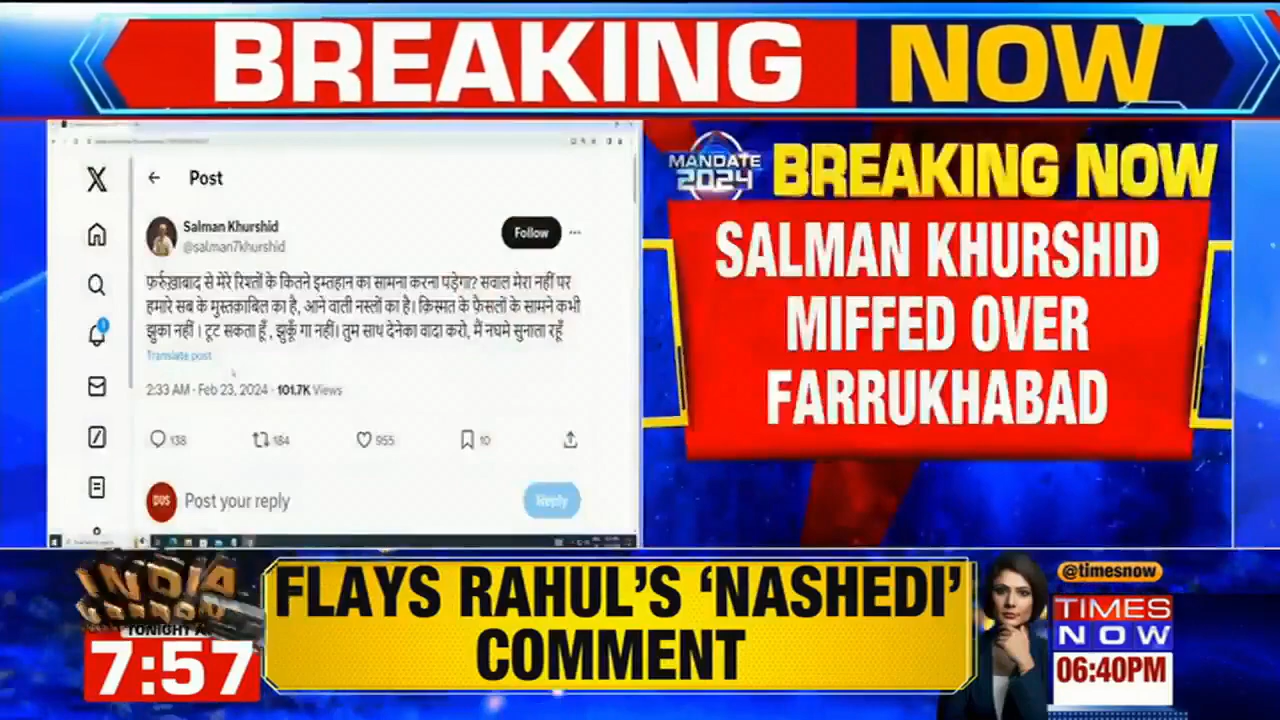 BREAKING NOW
X
Post
Salman Khurshid
@salman7khurshid
Follow
फ़र्रुख़ाबाद से मेरे रिश्तों के कितने इम्तहान का सामना करना पड़ेगा? सवाल मेरा नहीं पर
हमारे सब के मुस्तक़ाबिल का है, आने वाली नस्लों का है। क़िस्मत के फ़ैसलों के सामने कभी
झुका नहीं । टूट सकता हूँ , झुकूँ गा नहीं। तुम साथ देनेका वादा करो, मैं नघमे सुनाता रहूँ
Translate post
2:33 AM · Feb 23, 2024 · 101.7K Views
138 184 955 10
DOS
Post your reply
Reply
MANDATE
2024
BREAKING NOW
SALMAN KHURSHID
MIFFED OVER
FARRUKHABAD
INDIA
TONIGHT AT
7:57
FLAYS RAHUL'S 'NASHEDI'
COMMENT
@timesnow
TIMES
NOW
06:40PM